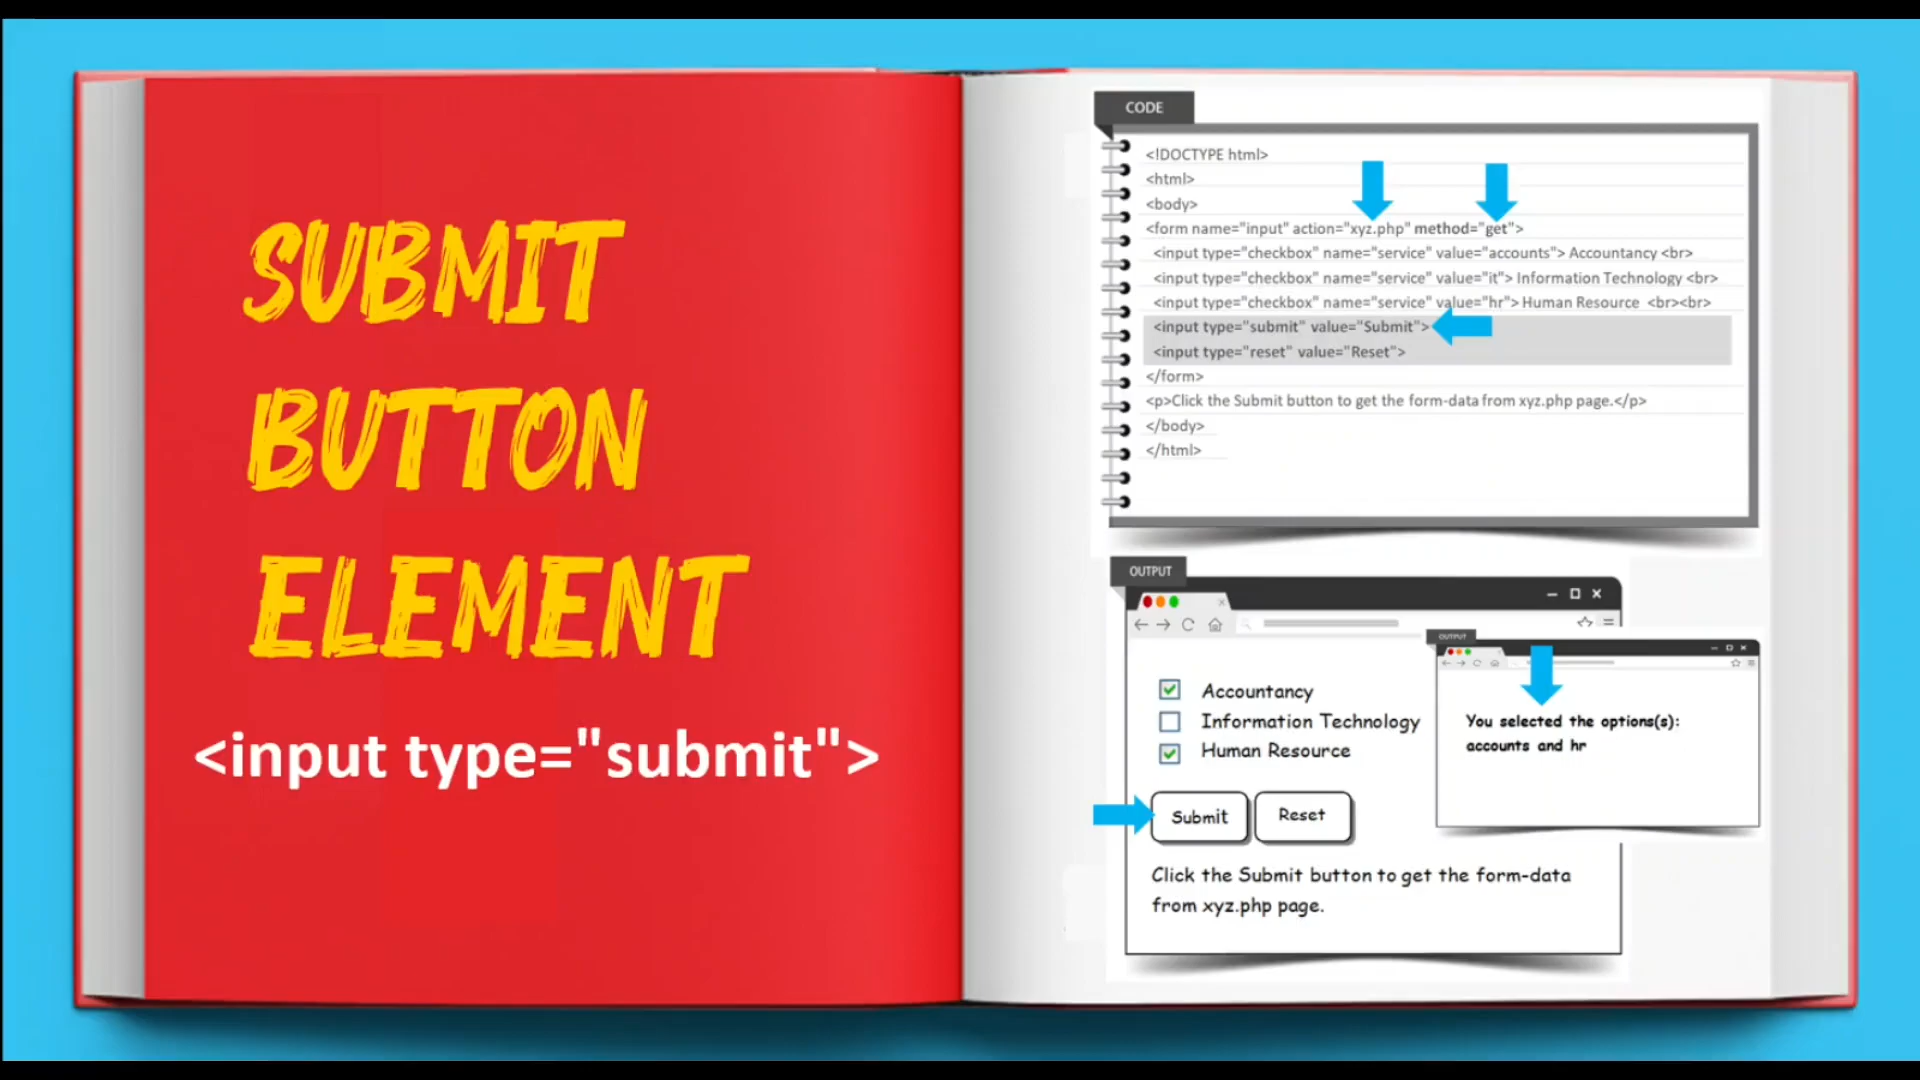 SUBMIT
BUTTON
ELEMENT
<input type="submit">
CODE
<!DOCTYPE html>
<html>
<body>
<form name="input" action="xyz.php" method="get">
<input type="checkbox" name="service" value="accounts"> Accountancy <br>
<input type="checkbox" name="service" value="it"> Information Technology <br>
<input type="checkbox" name="service" value="hr"> Human Resource <br><br>
<input type="submit" value="Submit">
<input type="reset" value="Reset">
</form>
<p>Click the Submit button to get the form-data from xyz.php page.</p>
</body>
</html>
OUTPUT
Accountancy
Information Technology
Human Resource
Submit
Reset
Click the Submit button to get the form-data
from xyz.php page.
OUTPUT
You selected the options(s):
accounts and hr